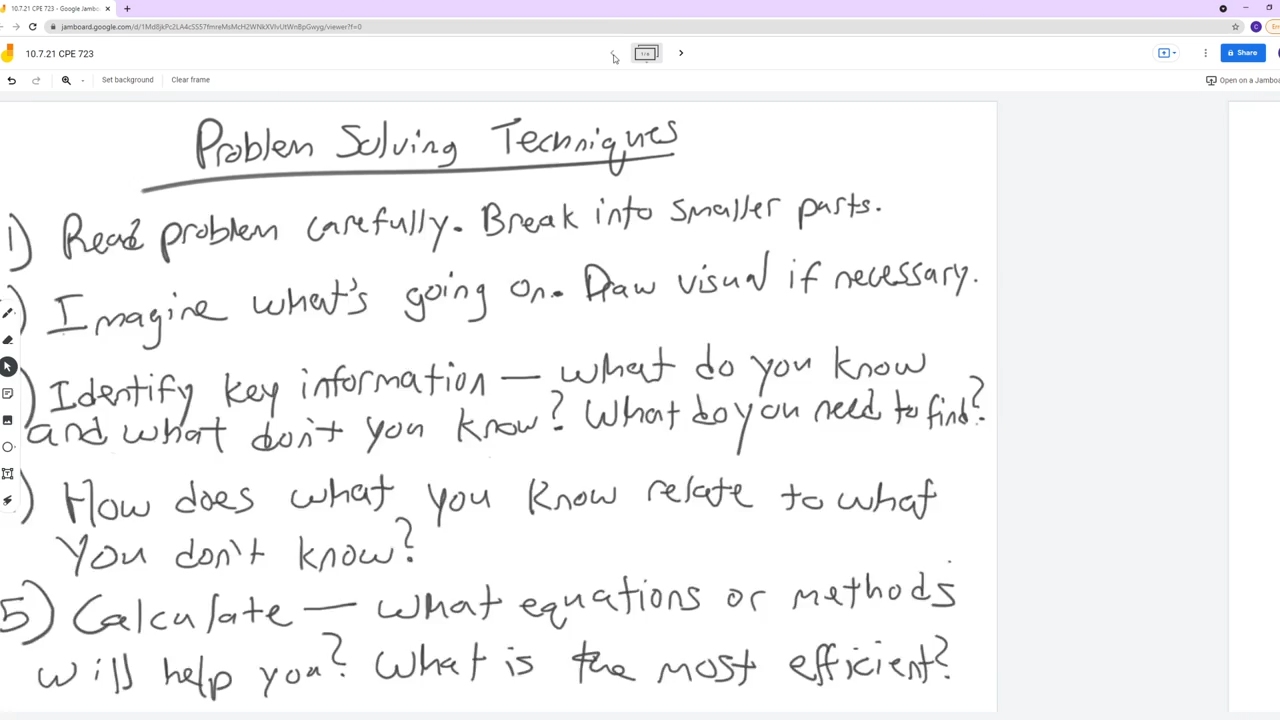 10.7.21 CPE 723 - Google Jamb
jamboard.google.com/d/1Md8jkPc2LA4cSS57fmreMsMcH2WNkXVlvUtWn8pGwyg/viewer?f=0
10.7.21 CPE 723
1/6
Share
Set background
Clear frame
Open on a Jamboa
Problem Solving Techniques
1) Read problem carefully. Break into smaller parts.
) Imagine what's going on. Draw visual if necessary.
) Identify key information — what do you know
and what don't you know? What do you need to find?
) How does what you know relate to what
you don't know?
5) Calculate — what equations or methods
will help you? What is the most efficient?